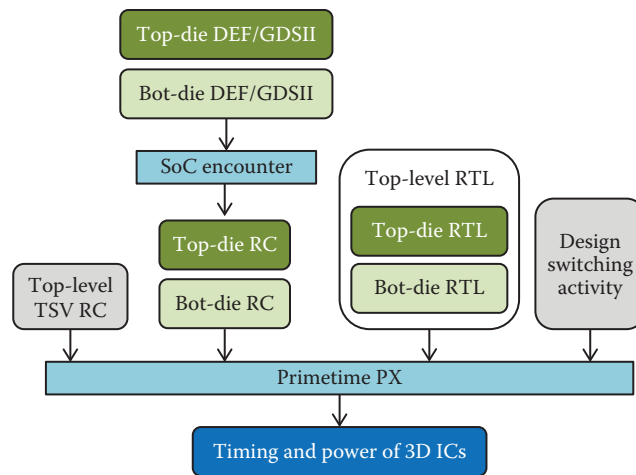 Top-die DEF/GDSII
Bot-die DEF/GDSII
SoC encounter
Top-level RTL
Top-die RC
Top-die RTL
Design
switching
activity
Top-level
TSV RC
Bot-die RC
Bot-die RTL
Primetime PX
Timing and power of 3D ICs